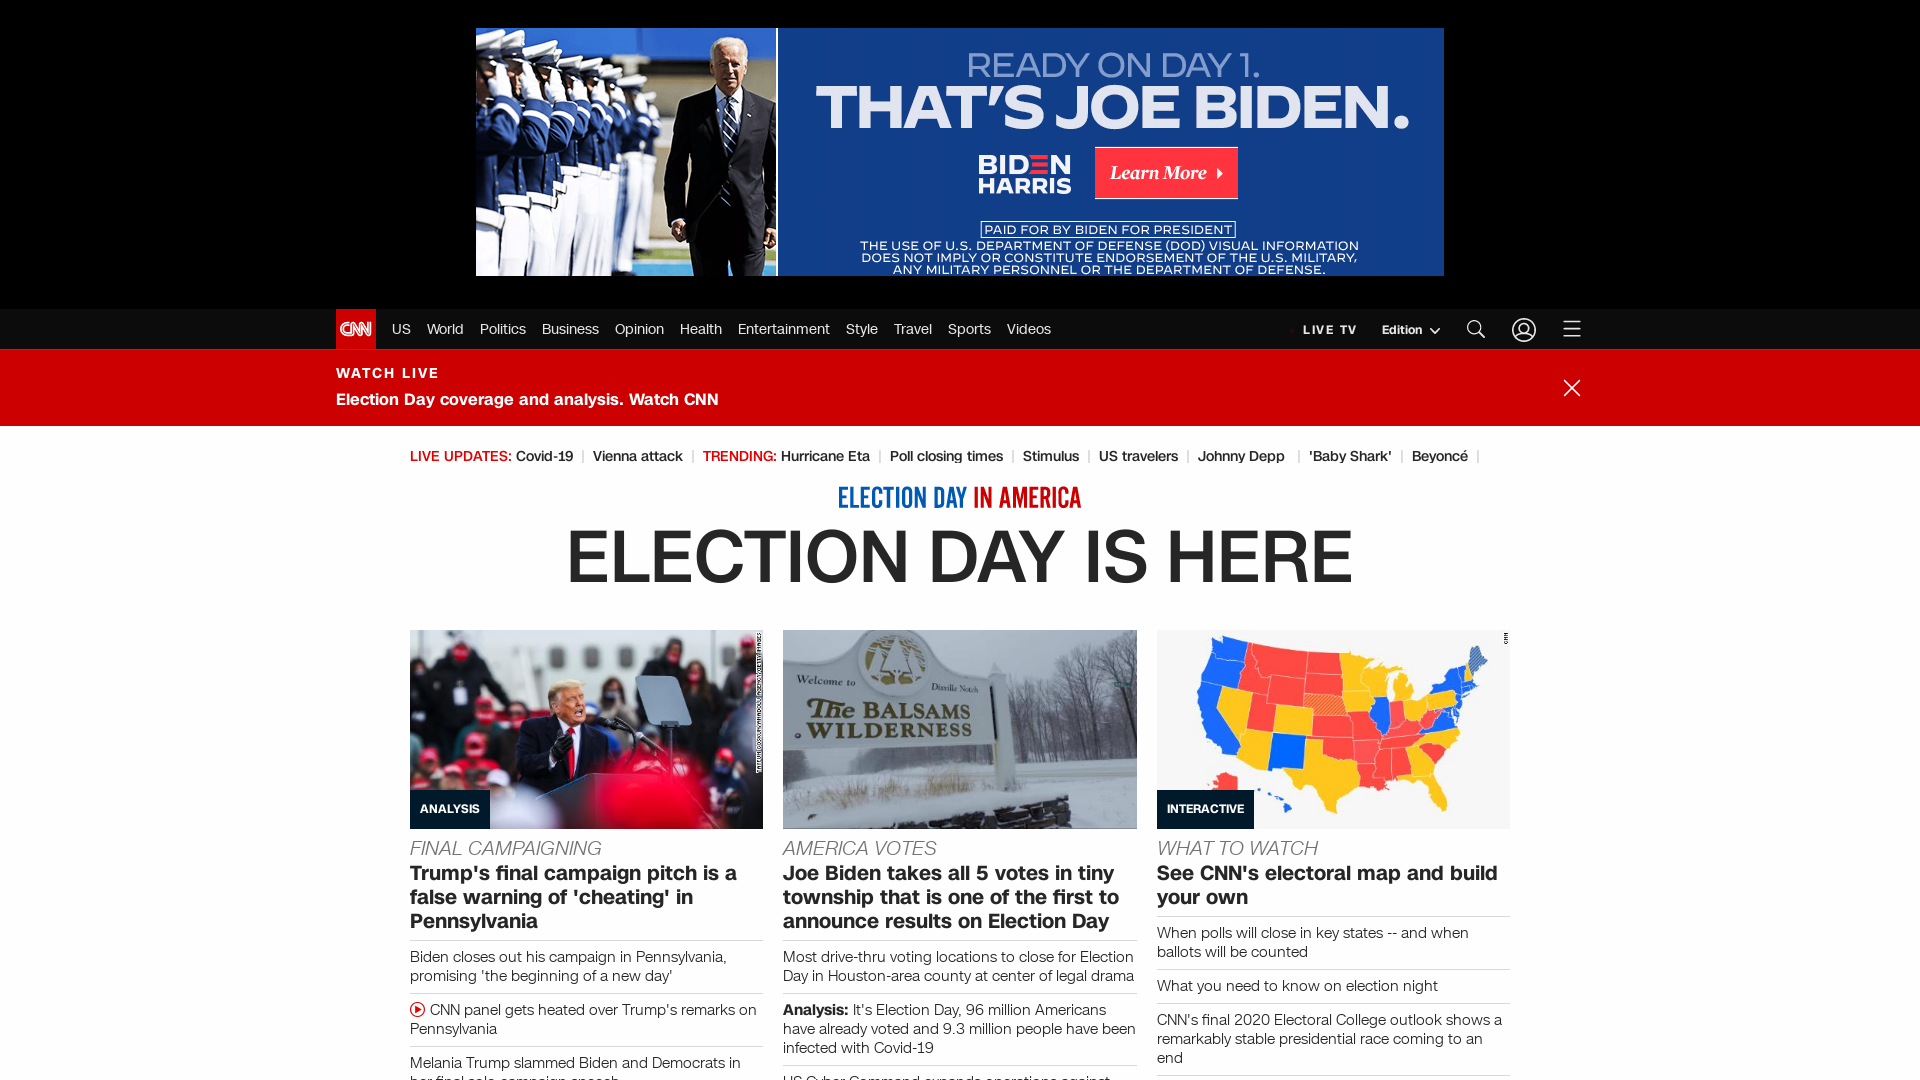 READY ON DAY 1.
THAT'S JOE BIDEN.
BIDEN
HARRIS
Learn More
PAID FOR BY BIDEN FOR PRESIDENT
THE USE OF U.S. DEPARTMENT OF DEFENSE (DOD) VISUAL INFORMATION
DOES NOT IMPLY OR CONSTITUTE ENDORSEMENT OF THE U.S. MILITARY,
ANY MILITARY PERSONNEL OR THE DEPARTMENT OF DEFENSE.
CNN US World Politics Business Opinion Health Entertainment Style Travel Sports Videos LIVE TV Edition
WATCH LIVE
Election Day coverage and analysis. Watch CNN
LIVE UPDATES: Covid-19 | Vienna attack | TRENDING: Hurricane Eta | Poll closing times | Stimulus | US travelers | Johnny Depp | 'Baby Shark' | Beyoncé |
ELECTION DAY IN AMERICA
ELECTION DAY IS HERE
ANALYSIS
FINAL CAMPAIGNING
Trump's final campaign pitch is a
false warning of 'cheating' in
Pennsylvania
Biden closes out his campaign in Pennsylvania,
promising 'the beginning of a new day'
CNN panel gets heated over Trump's remarks on
Pennsylvania
Melania Trump slammed Biden and Democrats in
her final solo campaign speech
Welcome to
Dixville Notch
The BALSAMS
WILDERNESS
AMERICA VOTES
Joe Biden takes all 5 votes in tiny
township that is one of the first to
announce results on Election Day
Most drive-thru voting locations to close for Election
Day in Houston-area county at center of legal drama
Analysis: It's Election Day, 96 million Americans
have already voted and 9.3 million people have been
infected with Covid-19
US Cyber Command expands operations against
CNN
INTERACTIVE
WHAT TO WATCH
See CNN's electoral map and build
your own
When polls will close in key states -- and when
ballots will be counted
What you need to know on election night
CNN's final 2020 Electoral College outlook shows a
remarkably stable presidential race coming to an
end